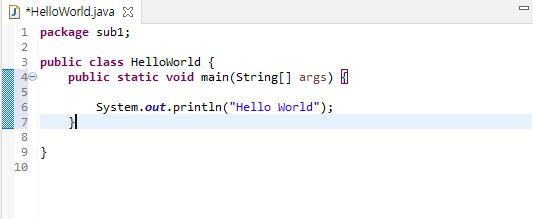 *HelloWorld.java
1 package sub1;
2
3 public class HelloWorld {
4 public static void main(String[] args) {
5
6 System.out.println("Hello World");
7 }
8
9 }
10